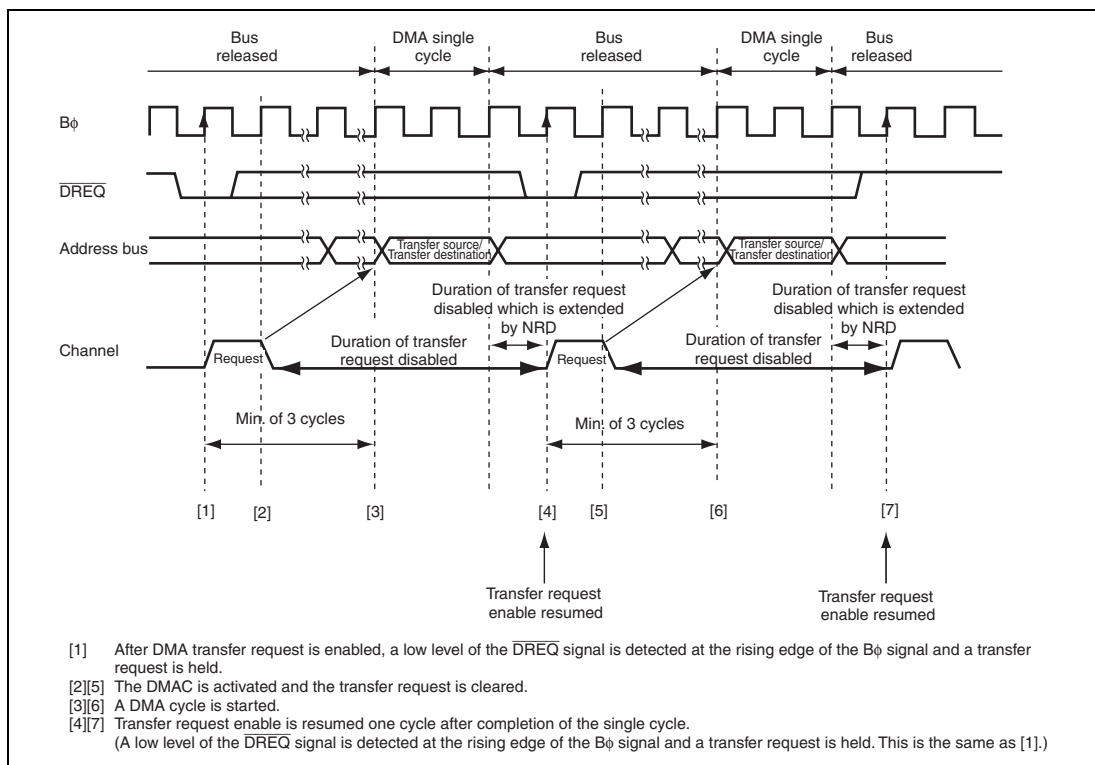 Bus released
DMA single cycle
Bus released
DMA single cycle
Bus released
Bϕ
DREQ
Address bus
Transfer source/
Transfer destination
Transfer source/
Transfer destination
Duration of transfer request
disabled which is extended
by NRD
Duration of transfer request
disabled which is extended
by NRD
Channel
Request
Duration of transfer
request disabled
Request
Duration of transfer
request disabled
Min. of 3 cycles
Min. of 3 cycles
[1] [2] [3] [4] [5] [6] [7]
Transfer request
enable resumed
Transfer request
enable resumed
[1] After DMA transfer request is enabled, a low level of the DREQ signal is detected at the rising edge of the Bϕ signal and a transfer
request is held.
[2][5] The DMAC is activated and the transfer request is cleared.
[3][6] A DMA cycle is started.
[4][7] Transfer request enable is resumed one cycle after completion of the single cycle.
(A low level of the DREQ signal is detected at the rising edge of the Bϕ signal and a transfer request is held. This is the same as [1].)